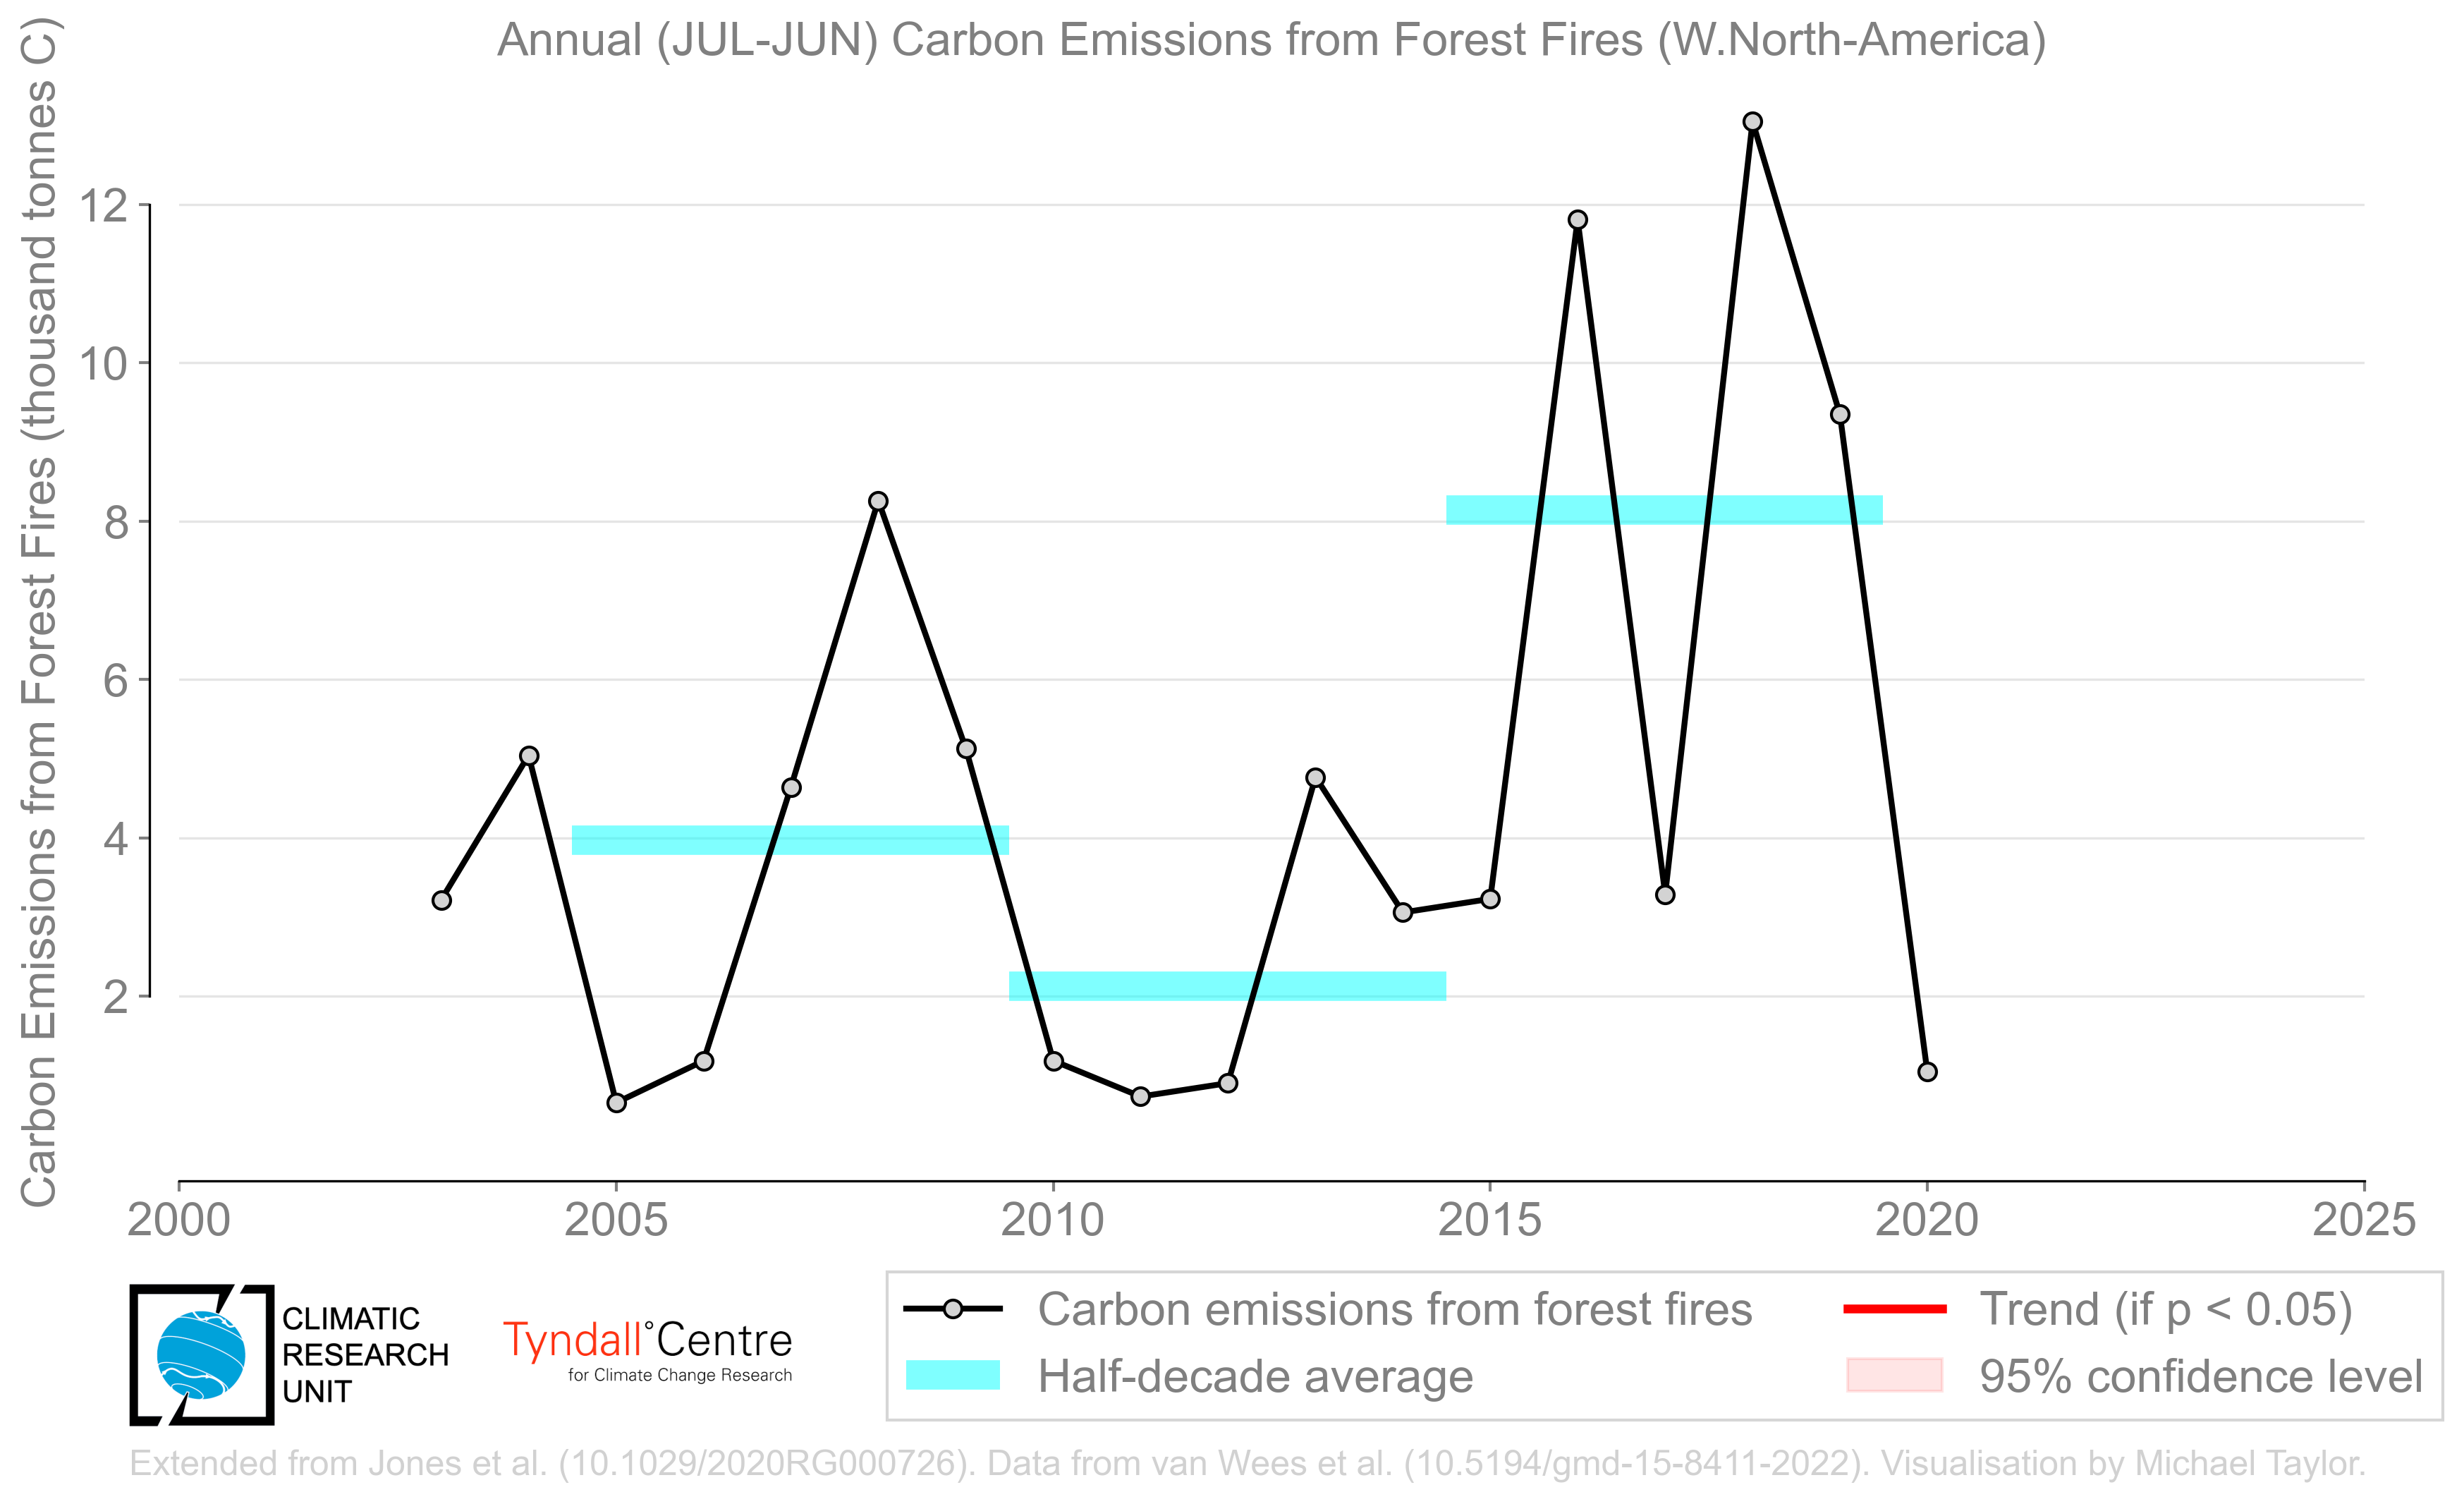 Annual (JUL-JUN) Carbon Emissions from Forest Fires (W.North-America)
Carbon Emissions from Forest Fires (thousand tonnes C)
12
10
8
6
4
2
2000
2005
2010
2015
2020
2025
CLIMATIC
RESEARCH
UNIT
Tyndall°Centre
for Climate Change Research
Carbon emissions from forest fires
Half-decade average
Trend (if p < 0.05)
95% confidence level
Extended from Jones et al. (10.1029/2020RG000726). Data from van Wees et al. (10.5194/gmd-15-8411-2022). Visualisation by Michael Taylor.